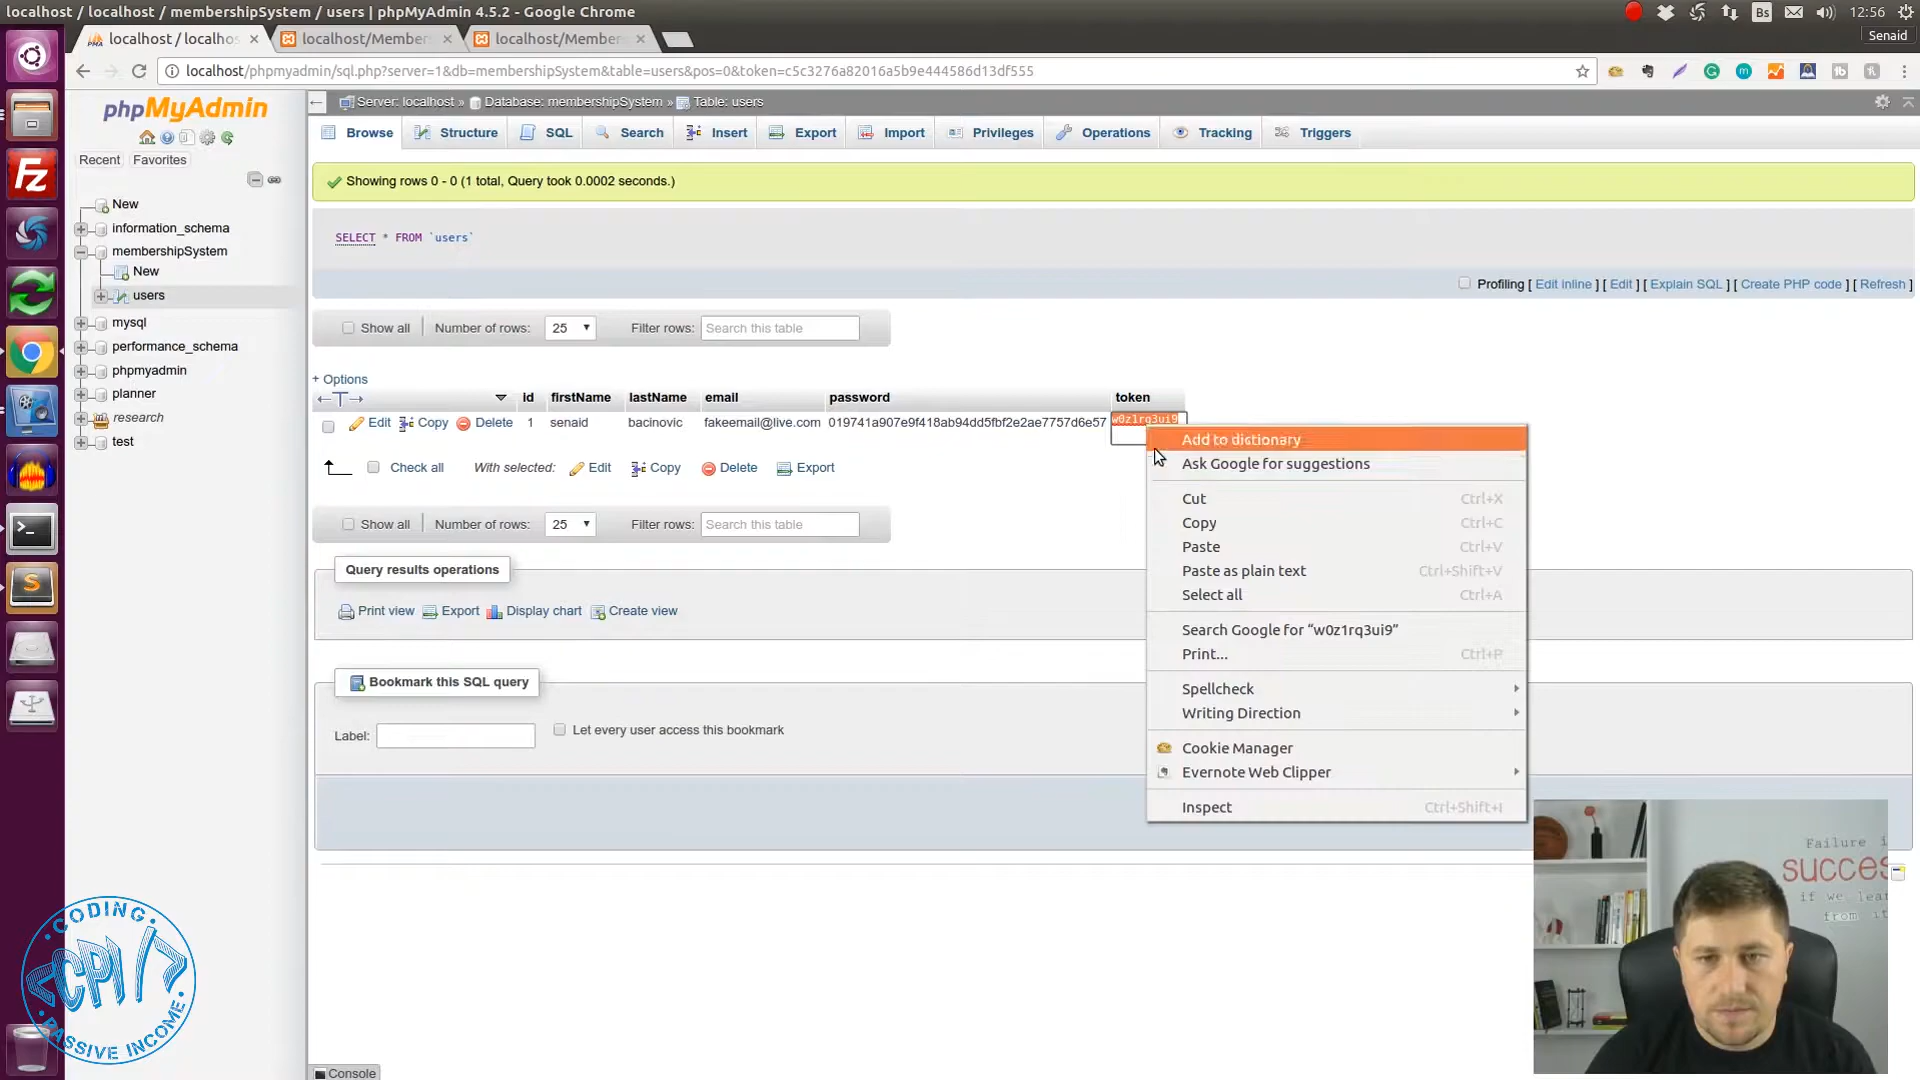 localhost / localhost / membershipSystem / users | phpMyAdmin 4.5.2 - Google Chrome
Bs 12:56
localhost / localho
localhost/Member
localhost/Membe
Senaid
localhost/phpmyadmin/sql.php?server=1&db=membershipSystem&table=users&pos=0&token=c5c3276a82016a5b9e444586d13df555
phpMyAdmin
Recent Favorites
New
information_schema
membershipSystem
New
users
mysql
performance_schema
phpmyadmin
planner
research
test
Server: localhost » Database: membershipSystem » Table: users
Browse Structure SQL Search Insert Export Import Privileges Operations Tracking Triggers
Showing rows 0 - 0 (1 total, Query took 0.0002 seconds.)
SELECT * FROM `users`
Profiling [ Edit inline ] [ Edit ] [ Explain SQL ] [ Create PHP code ] [ Refresh ]
Show all Number of rows: 25 Filter rows: Search this table
+ Options
←T→ id firstName lastName email password token
Edit Copy Delete 1 senaid bacinovic fakeemail@live.com 019741a907e9f418ab94dd5fbf2e2ae7757d6e57 w0z1rq3ui9
Check all With selected: Edit Copy Delete Export
Show all Number of rows: 25 Filter rows: Search this table
Query results operations
Print view Export Display chart Create view
Bookmark this SQL query
Label: Let every user access this bookmark
Console
Add to dictionary
Ask Google for suggestions
Cut Ctrl+X
Copy Ctrl+C
Paste Ctrl+V
Paste as plain text Ctrl+Shift+V
Select all Ctrl+A
Search Google for “w0z1rq3ui9”
Print... Ctrl+P
Spellcheck
Writing Direction
Cookie Manager
Evernote Web Clipper
Inspect Ctrl+Shift+I
CODING
<CPI/>
PASSIVE INCOME
Failure i
succes
if we lea
from it